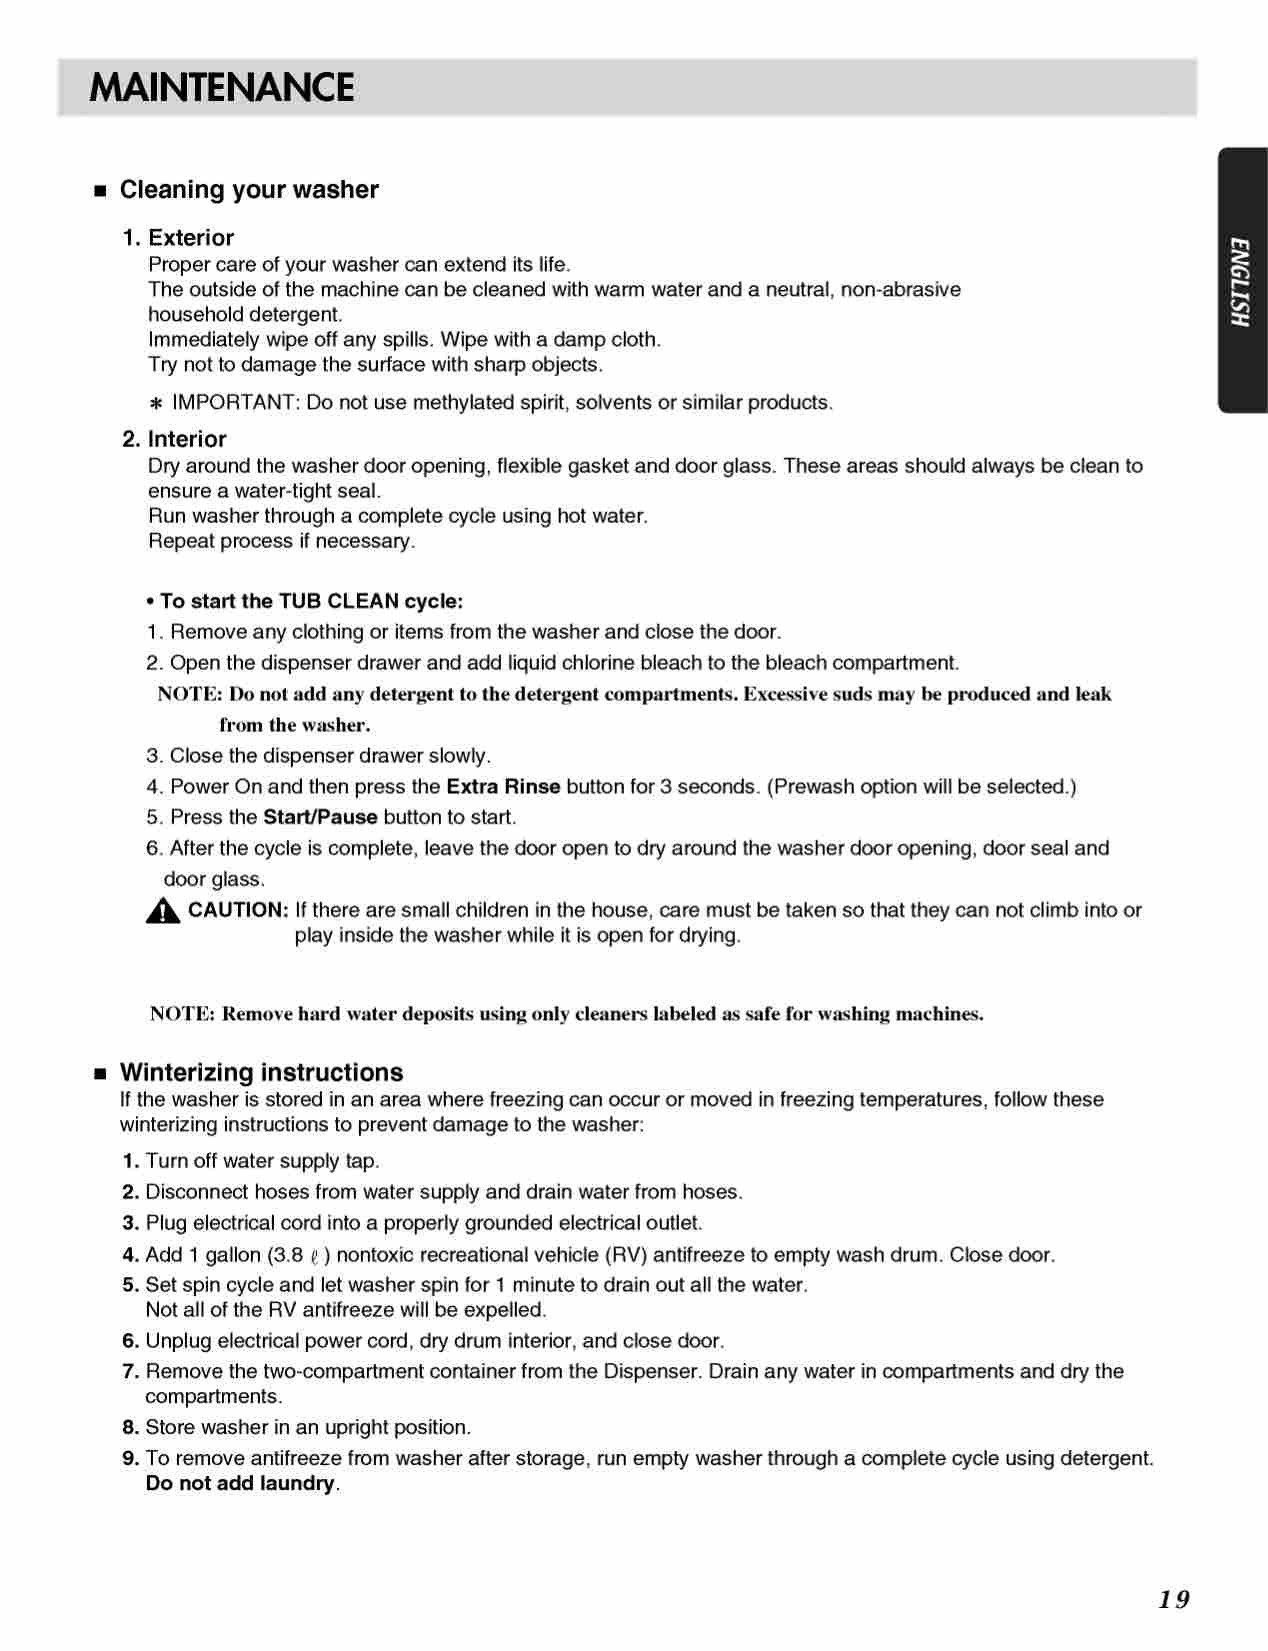 MAINTENANCE
ENGLISH
■ Cleaning your washer
1. Exterior
Proper care of your washer can extend its life.
The outside of the machine can be cleaned with warm water and a neutral, non-abrasive
household detergent.
Immediately wipe off any spills. Wipe with a damp cloth.
Try not to damage the surface with sharp objects.
* IMPORTANT: Do not use methylated spirit, solvents or similar products.
2. Interior
Dry around the washer door opening, flexible gasket and door glass. These areas should always be clean to
ensure a water-tight seal.
Run washer through a complete cycle using hot water.
Repeat process if necessary.
• To start the TUB CLEAN cycle:
1. Remove any clothing or items from the washer and close the door.
2. Open the dispenser drawer and add liquid chlorine bleach to the bleach compartment.
NOTE: Do not add any detergent to the detergent compartments. Excessive suds may be produced and leak
from the washer.
3. Close the dispenser drawer slowly.
4. Power On and then press the Extra Rinse button for 3 seconds. (Prewash option will be selected.)
5. Press the Start/Pause button to start.
6. After the cycle is complete, leave the door open to dry around the washer door opening, door seal and
door glass.
CAUTION: If there are small children in the house, care must be taken so that they can not climb into or
play inside the washer while it is open for drying.
NOTE: Remove hard water deposits using only cleaners labeled as safe for washing machines.
■ Winterizing instructions
If the washer is stored in an area where freezing can occur or moved in freezing temperatures, follow these
winterizing instructions to prevent damage to the washer:
1. Turn off water supply tap.
2. Disconnect hoses from water supply and drain water from hoses.
3. Plug electrical cord into a properly grounded electrical outlet.
4. Add 1 gallon (3.8 ℓ ) nontoxic recreational vehicle (RV) antifreeze to empty wash drum. Close door.
5. Set spin cycle and let washer spin for 1 minute to drain out all the water.
Not all of the RV antifreeze will be expelled.
6. Unplug electrical power cord, dry drum interior, and close door.
7. Remove the two-compartment container from the Dispenser. Drain any water in compartments and dry the
compartments.
8. Store washer in an upright position.
9. To remove antifreeze from washer after storage, run empty washer through a complete cycle using detergent.
Do not add laundry.
19